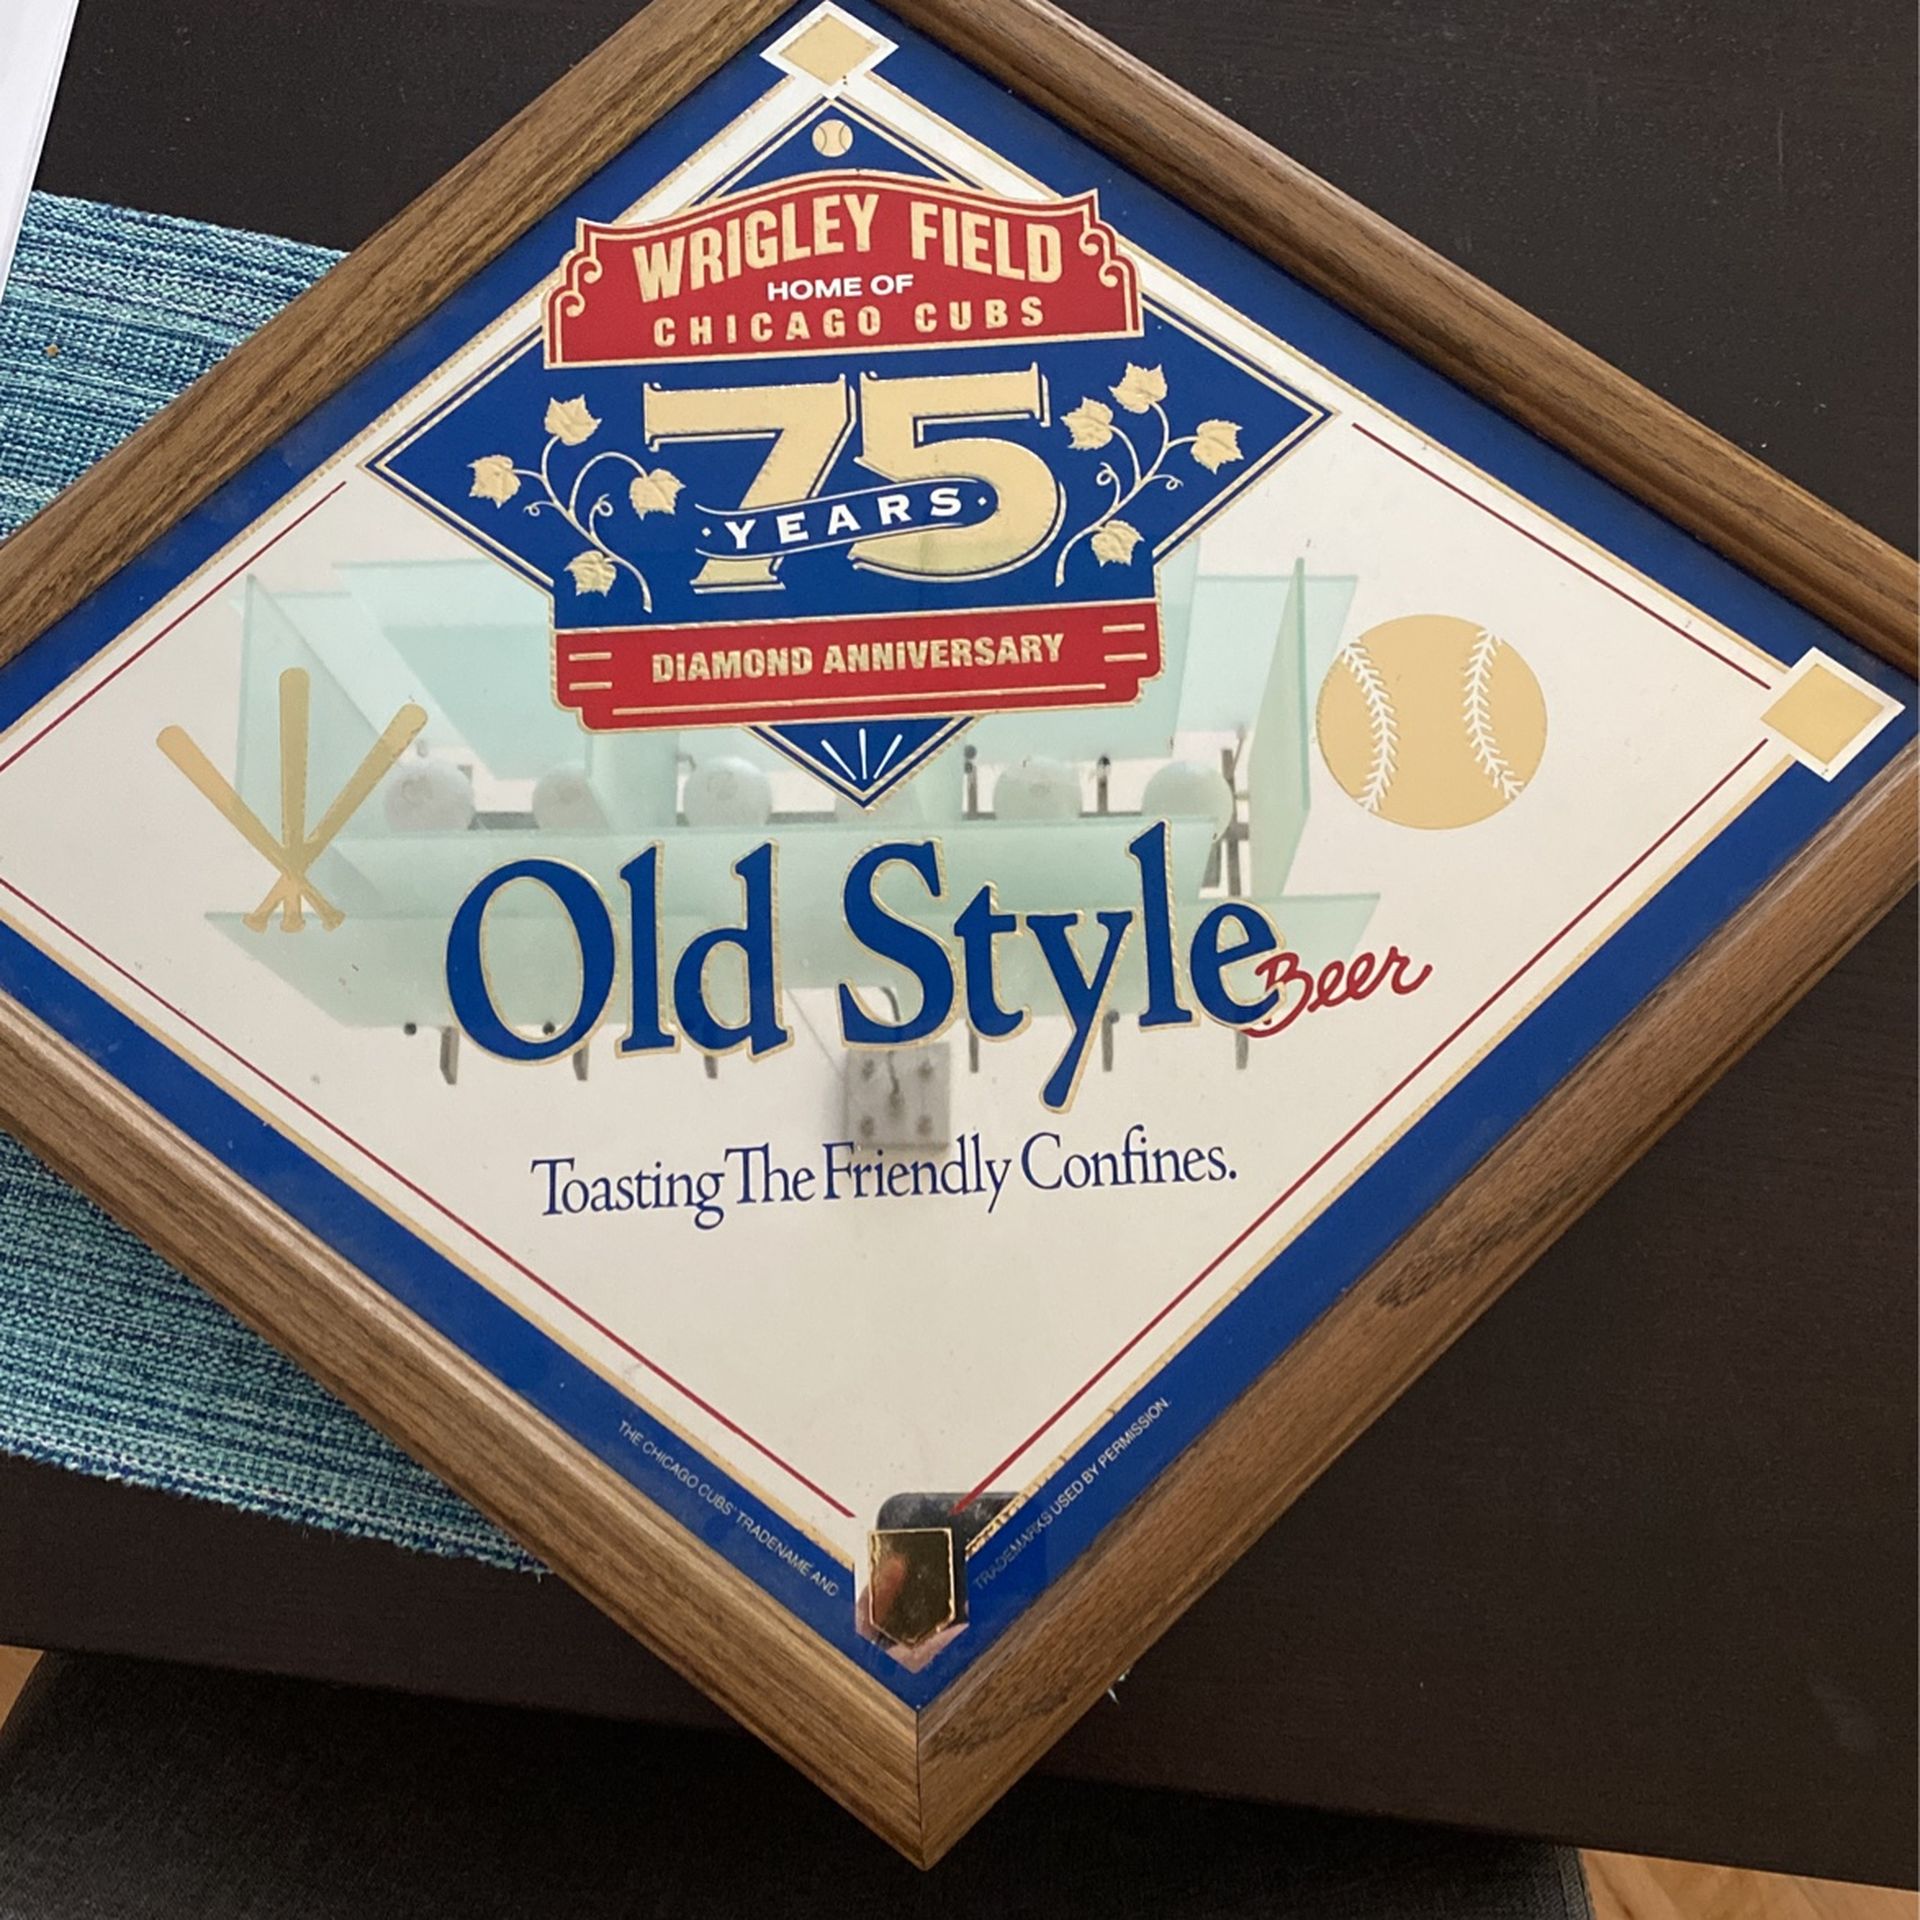 WRIGLEY FIELD
HOME OF
CHICAGO CUBS
75
·YEARS·
DIAMOND ANNIVERSARY
Old Style Beer
Toasting The Friendly Confines.
THE CHICAGO CUBS' TRADENAME AND
TRADEMARKS USED BY PERMISSION.